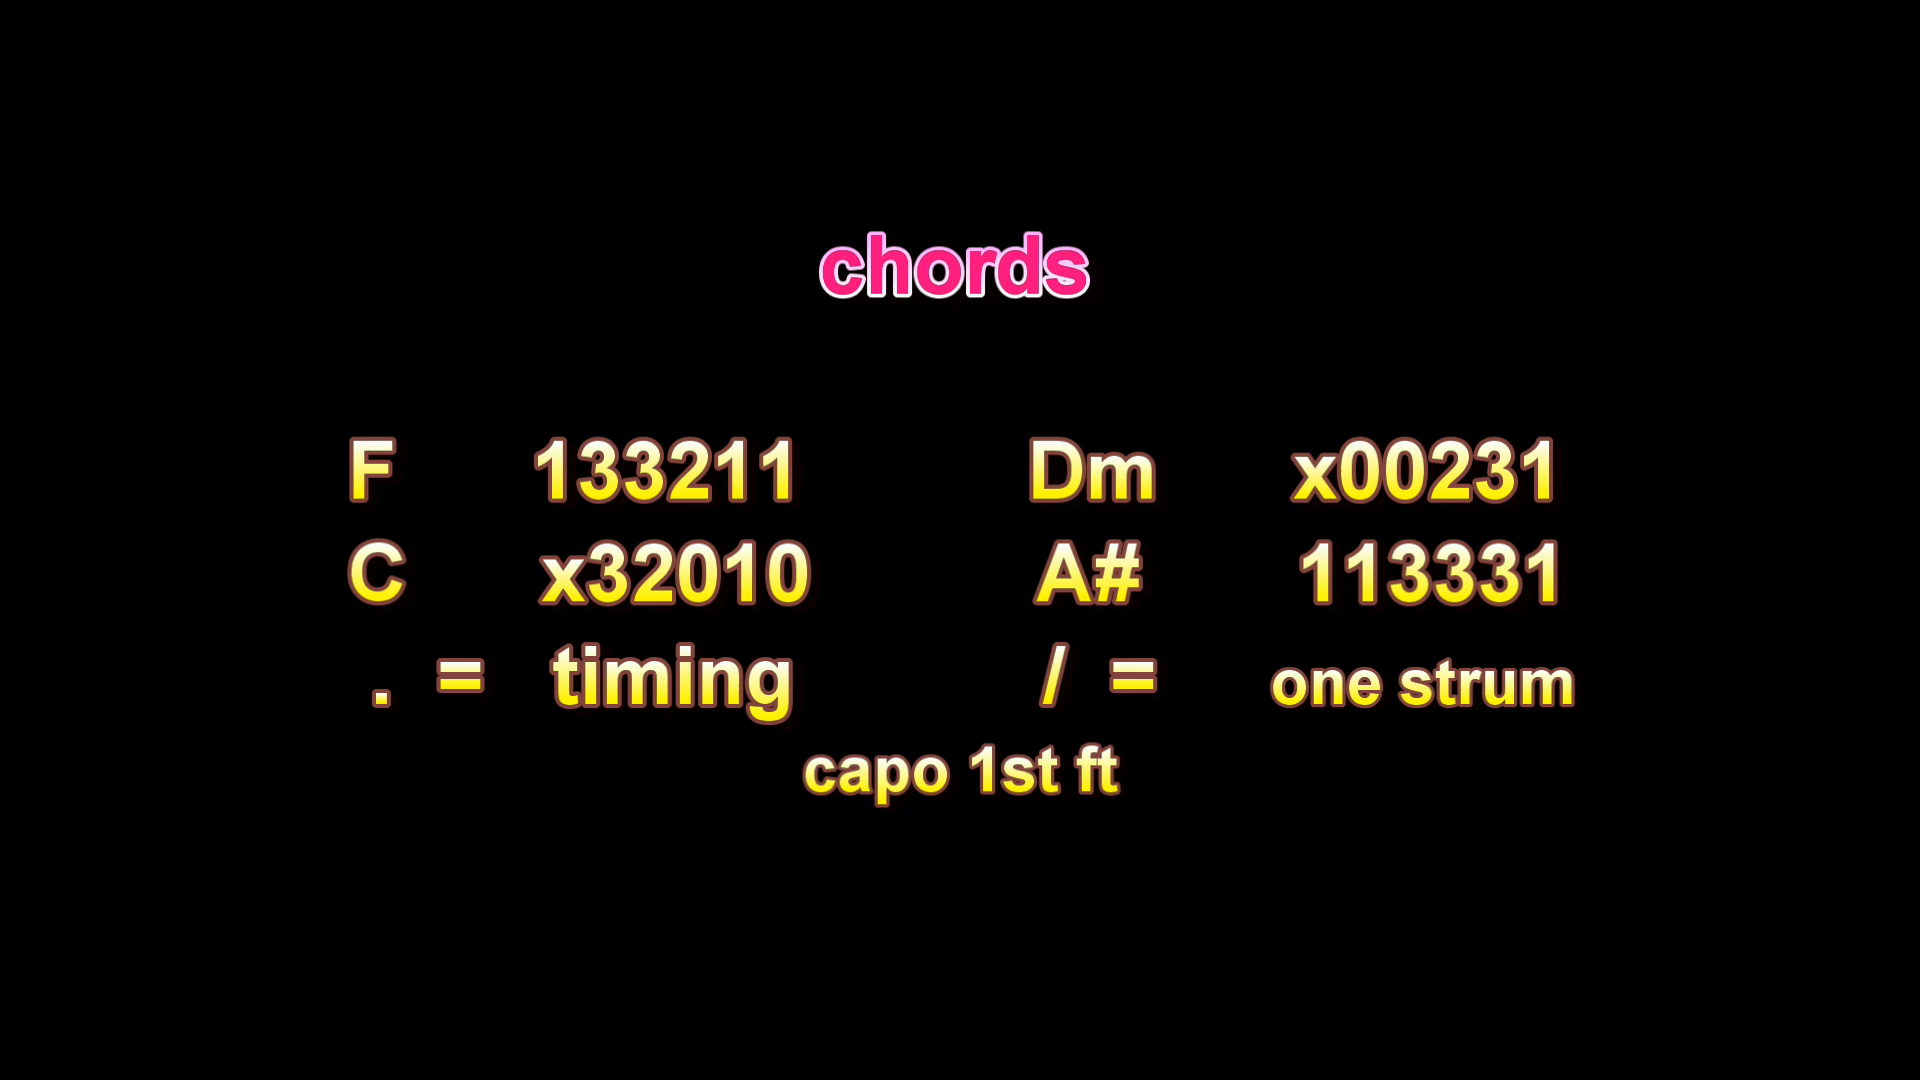 chords
F 133211 Dm x00231
C x32010 A# 113331
. = timing / = one strum
capo 1st ft